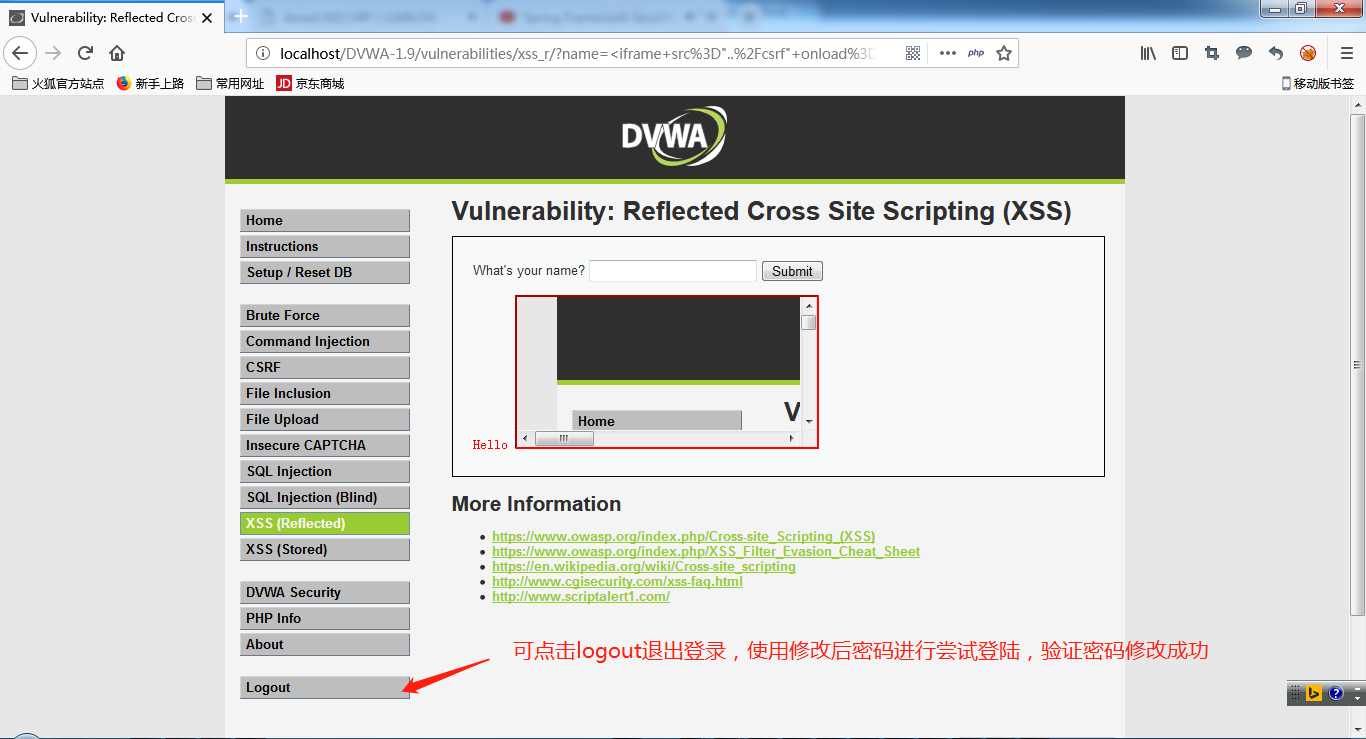 Vulnerability: Reflected Cros
localhost/DVWA-1.9/vulnerabilities/xss_r/?name=<iframe+src%3D"..%2Fcsrf"+onload%3D
php
火狐官方站点
新手上路
常用网址
JD 京东商城
移动版书签
DVWA
Home
Instructions
Setup / Reset DB
Brute Force
Command Injection
CSRF
File Inclusion
File Upload
Insecure CAPTCHA
SQL Injection
SQL Injection (Blind)
XSS (Reflected)
XSS (Stored)
DVWA Security
PHP Info
About
Logout
Vulnerability: Reflected Cross Site Scripting (XSS)
What's your name?
Submit
V
Home
Hello
More Information
https://www.owasp.org/index.php/Cross-site_Scripting_(XSS)
https://www.owasp.org/index.php/XSS_Filter_Evasion_Cheat_Sheet
https://en.wikipedia.org/wiki/Cross-site_scripting
http://www.cgisecurity.com/xss-faq.html
http://www.scriptalert1.com/
可点击logout退出登录，使用修改后密码进行尝试登陆，验证密码修改成功